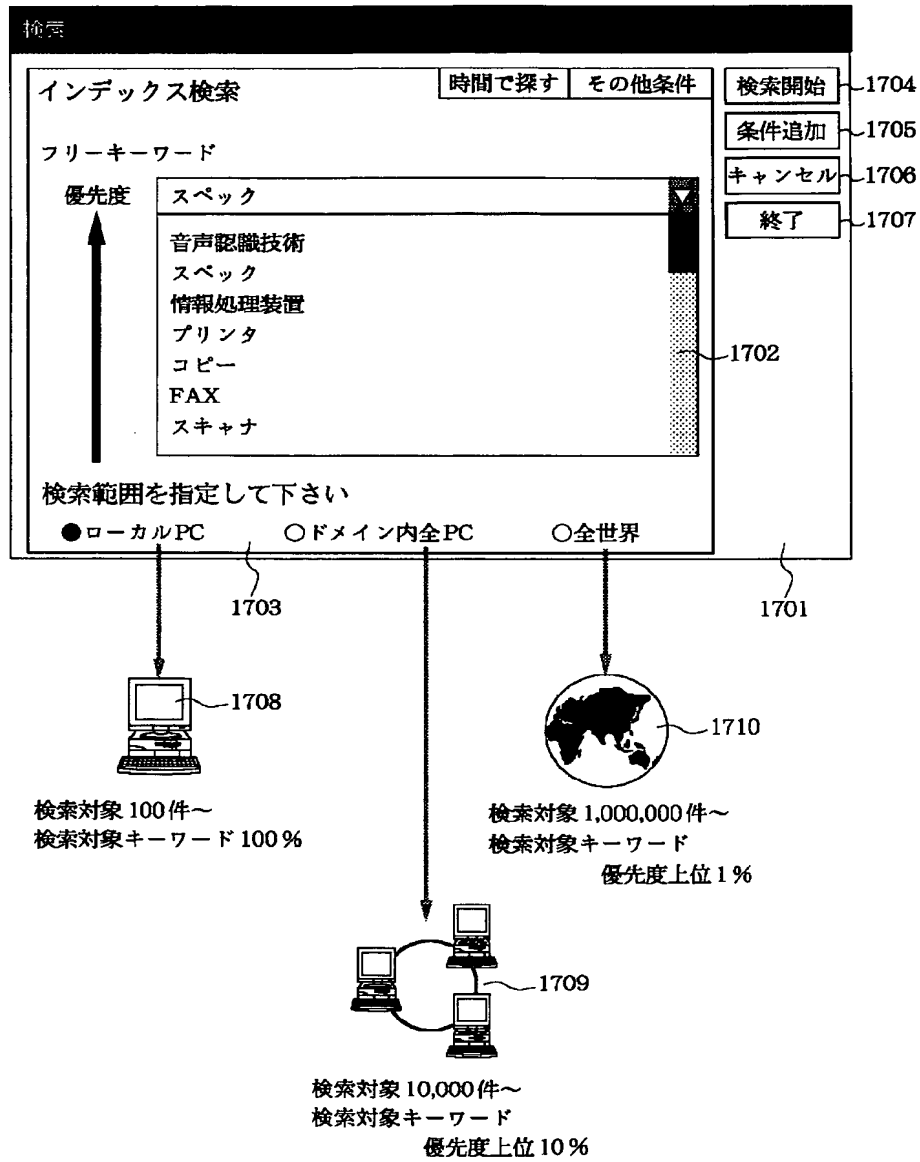 検索
インデックス検索
時間で探す
その他条件
検索開始
1704
条件追加
1705
フリーキーワード
キャンセル
1706
優先度
スペック
終了
1707
音声認識技術
スペック
情報処理装置
プリンタ
1702
コピー
FAX
スキャナ
検索範囲を指定して下さい
●ローカルPC
○ドメイン内全PC
○全世界
1703
1701
1708
1710
検索対象100件～
検索対象キーワード100%
検索対象1,000,000件～
検索対象キーワード
優先度上位1%
1709
検索対象10,000件～
検索対象キーワード
優先度上位10%